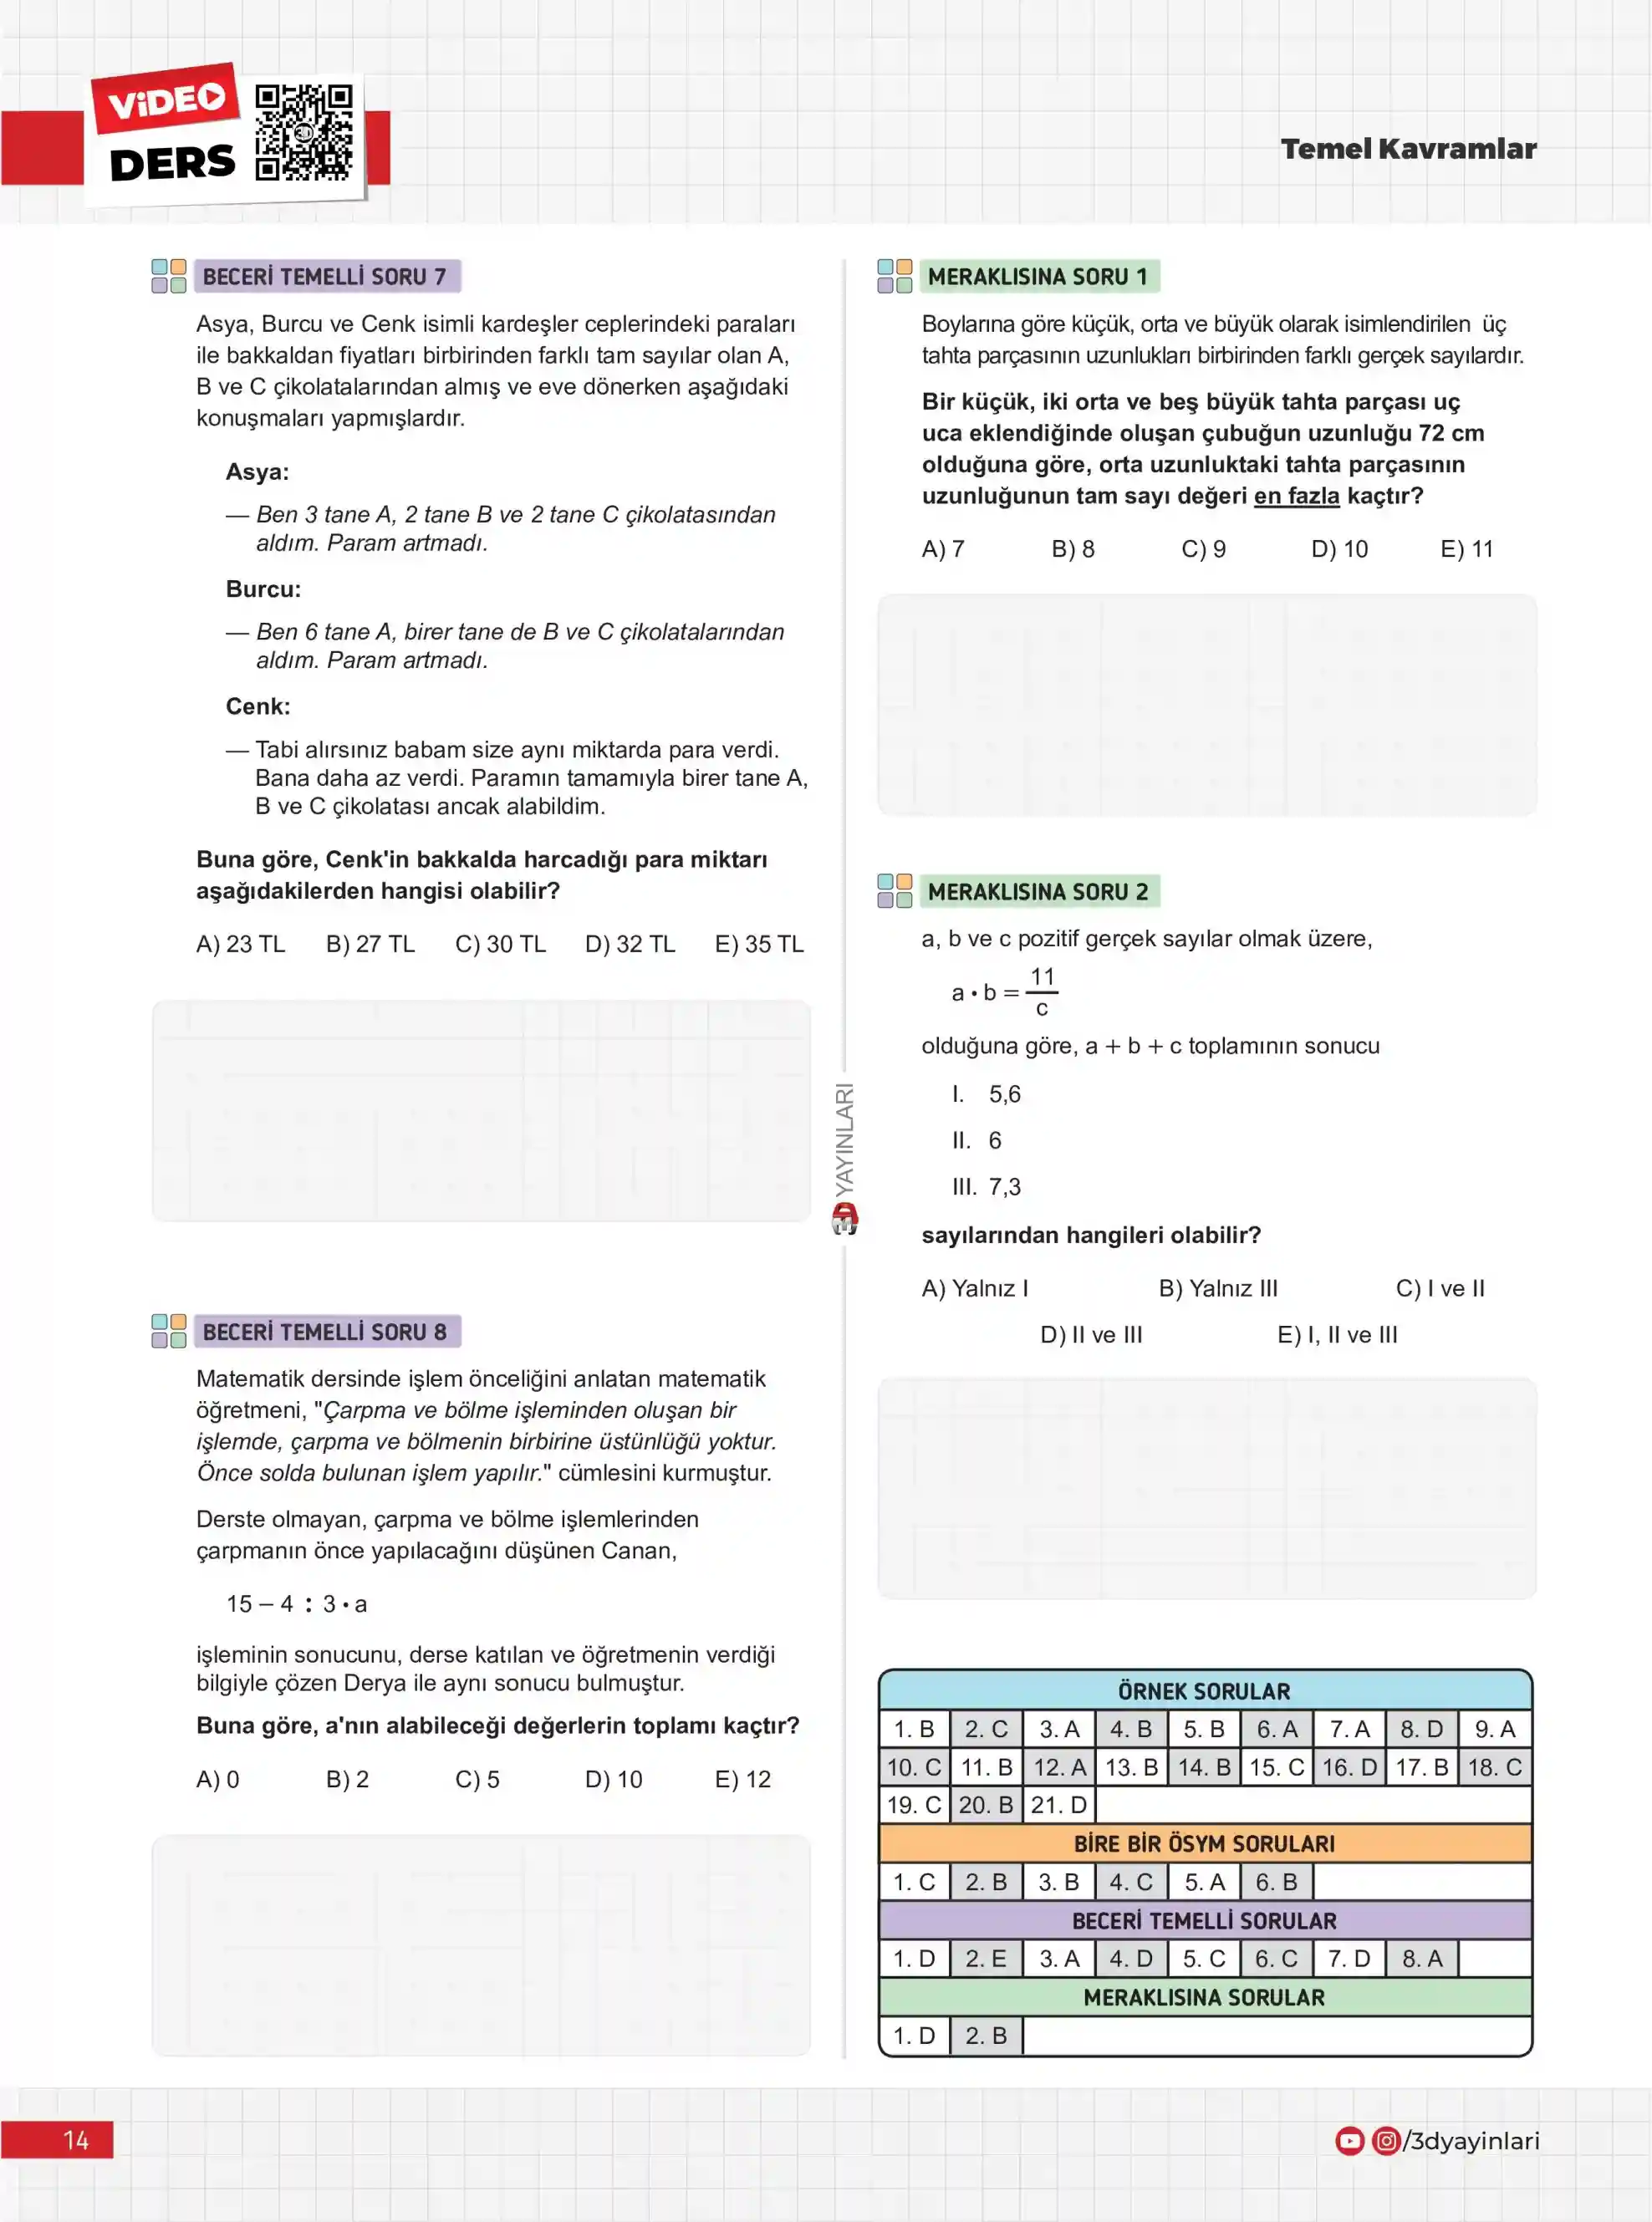 VİDEO
DERS
3D
Temel Kavramlar
BECERİ TEMELLİ SORU 7
Asya, Burcu ve Cenk isimli kardeşler ceplerindeki paraları
ile bakkaldan fiyatları birbirinden farklı tam sayılar olan A,
B ve C çikolatalarından almış ve eve dönerken aşağıdaki
konuşmaları yapmışlardır.
Asya:
— Ben 3 tane A, 2 tane B ve 2 tane C çikolatasından
aldım. Param artmadı.
Burcu:
— Ben 6 tane A, birer tane de B ve C çikolatalarından
aldım. Param artmadı.
Cenk:
— Tabi alırsınız babam size aynı miktarda para verdi.
Bana daha az verdi. Paramın tamamıyla birer tane A,
B ve C çikolatası ancak alabildim.
Buna göre, Cenk'in bakkalda harcadığı para miktarı
aşağıdakilerden hangisi olabilir?
A) 23 TL B) 27 TL C) 30 TL D) 32 TL E) 35 TL
BECERİ TEMELLİ SORU 8
Matematik dersinde işlem önceliğini anlatan matematik
öğretmeni, "Çarpma ve bölme işleminden oluşan bir
işlemde, çarpma ve bölmenin birbirine üstünlüğü yoktur.
Önce solda bulunan işlem yapılır." cümlesini kurmuştur.
Derste olmayan, çarpma ve bölme işlemlerinden
çarpmanın önce yapılacağını düşünen Canan,
15 – 4 : 3 • a
işleminin sonucunu, derse katılan ve öğretmenin verdiği
bilgiyle çözen Derya ile aynı sonucu bulmuştur.
Buna göre, a'nın alabileceği değerlerin toplamı kaçtır?
A) 0 B) 2 C) 5 D) 10 E) 12
YAYINLARI
MERAKLISINA SORU 1
Boylarına göre küçük, orta ve büyük olarak isimlendirilen üç
tahta parçasının uzunlukları birbirinden farklı gerçek sayılardır.
Bir küçük, iki orta ve beş büyük tahta parçası uç
uca eklendiğinde oluşan çubuğun uzunluğu 72 cm
olduğuna göre, orta uzunluktaki tahta parçasının
uzunluğunun tam sayı değeri en fazla kaçtır?
A) 7 B) 8 C) 9 D) 10 E) 11
MERAKLISINA SORU 2
a, b ve c pozitif gerçek sayılar olmak üzere,
a • b = 11/c
olduğuna göre, a + b + c toplamının sonucu
I. 5,6
II. 6
III. 7,3
sayılarından hangileri olabilir?
A) Yalnız I B) Yalnız III C) I ve II
D) II ve III E) I, II ve III
ÖRNEK SORULAR
1. B 2. C 3. A 4. B 5. B 6. A 7. A 8. D 9. A
10. C 11. B 12. A 13. B 14. B 15. C 16. D 17. B 18. C
19. C 20. B 21. D
BİRE BİR ÖSYM SORULARI
1. C 2. B 3. B 4. C 5. A 6. B
BECERİ TEMELLİ SORULAR
1. D 2. E 3. A 4. D 5. C 6. C 7. D 8. A
MERAKLISINA SORULAR
1. D 2. B
14
/3dyayinlari